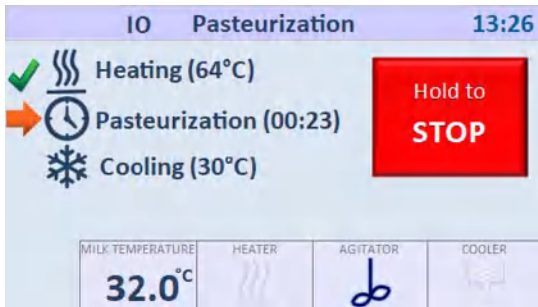 IO Pasteurization 13:26
Heating (64°C)
Hold to
STOP
Pasteurization (00:23)
Cooling (30°C)
MILK TEMPERATURE HEATER AGITATOR COOLER
32.0°C